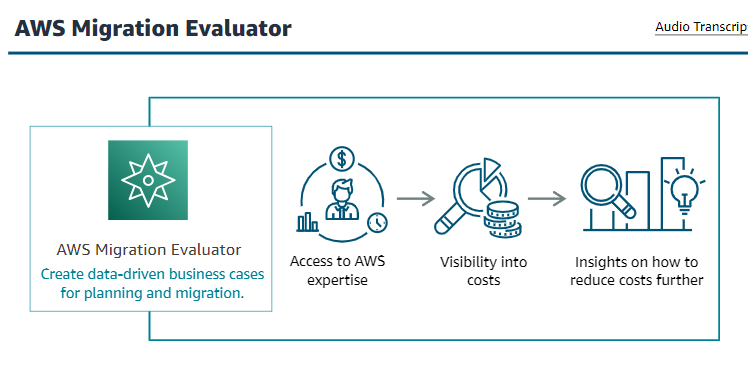 AWS Migration Evaluator
Audio Transcrip
AWS Migration Evaluator
Create data-driven business cases
for planning and migration.
Access to AWS
expertise
Visibility into
costs
Insights on how to
reduce costs further